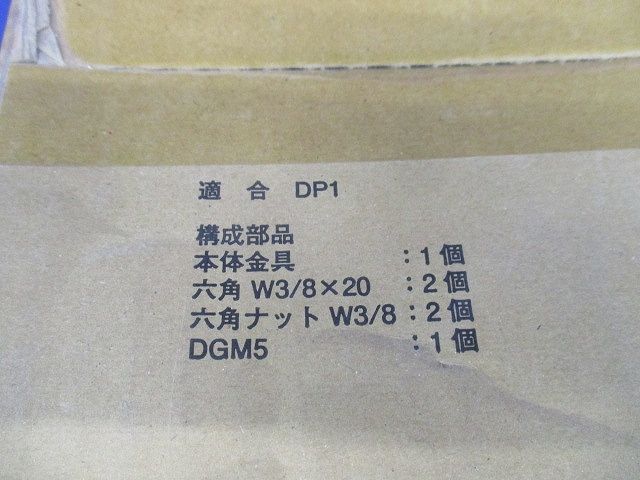 適 合 DP1
構成部品
本体金具 :1個
六角 W3/8×20 :2個
六角ナット W3/8:2個
DGM5 :1個